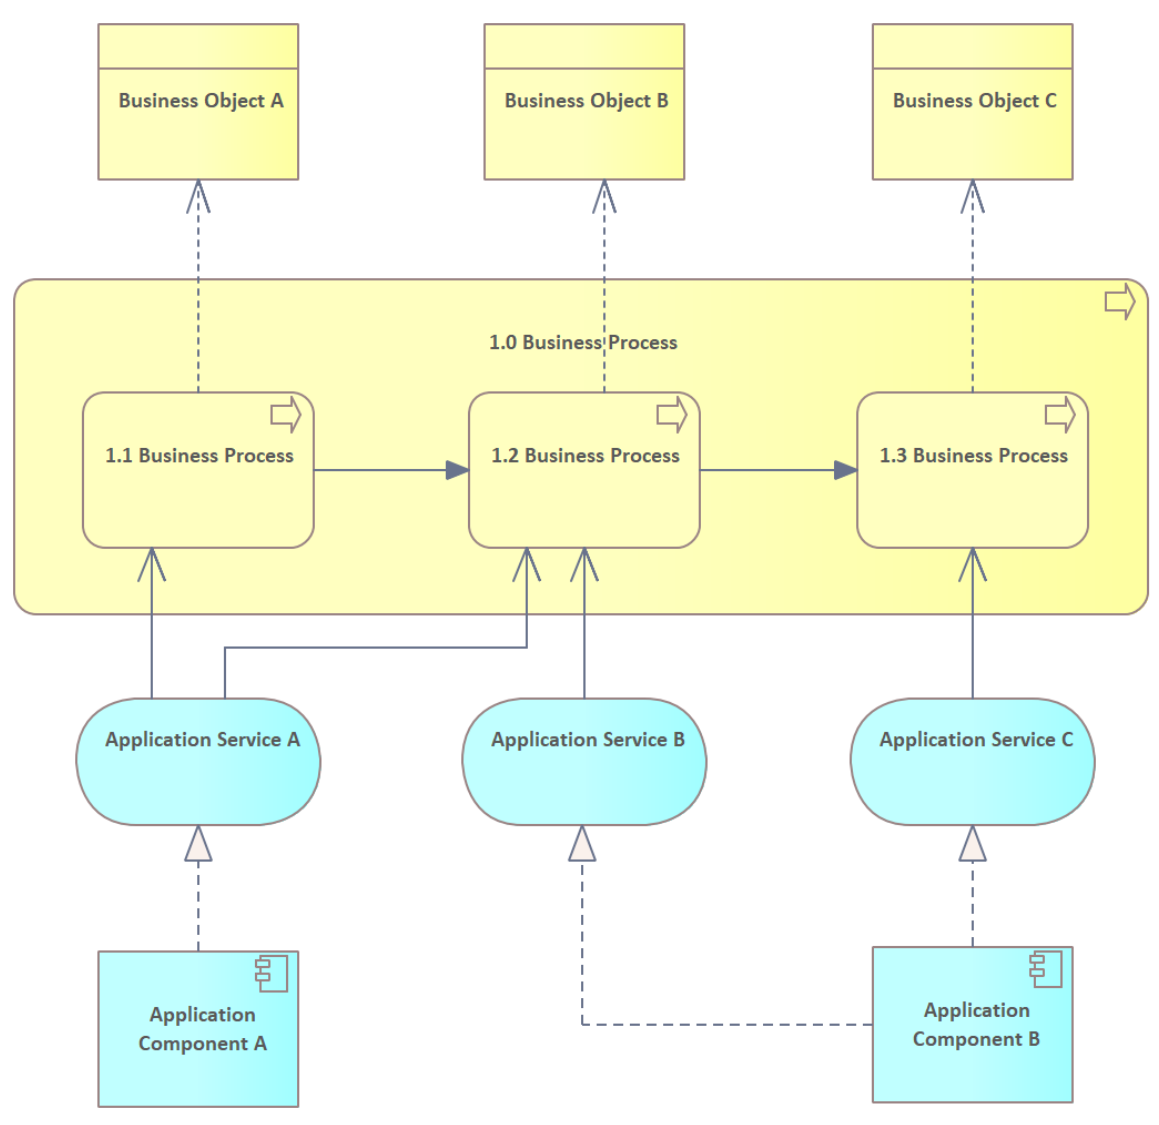 Business Object A
Business Object B
Business Object C
1.0 Business Process
1.1 Business Process
1.2 Business Process
1.3 Business Process
Application Service A
Application Service B
Application Service C
Application
Component A
Application
Component B